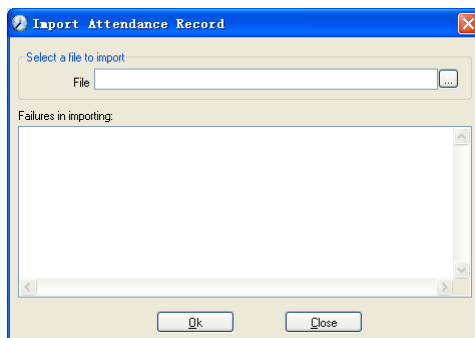 Import Attendance Record
Select a file to import
File
...
Failures in importing:
Ok
Close